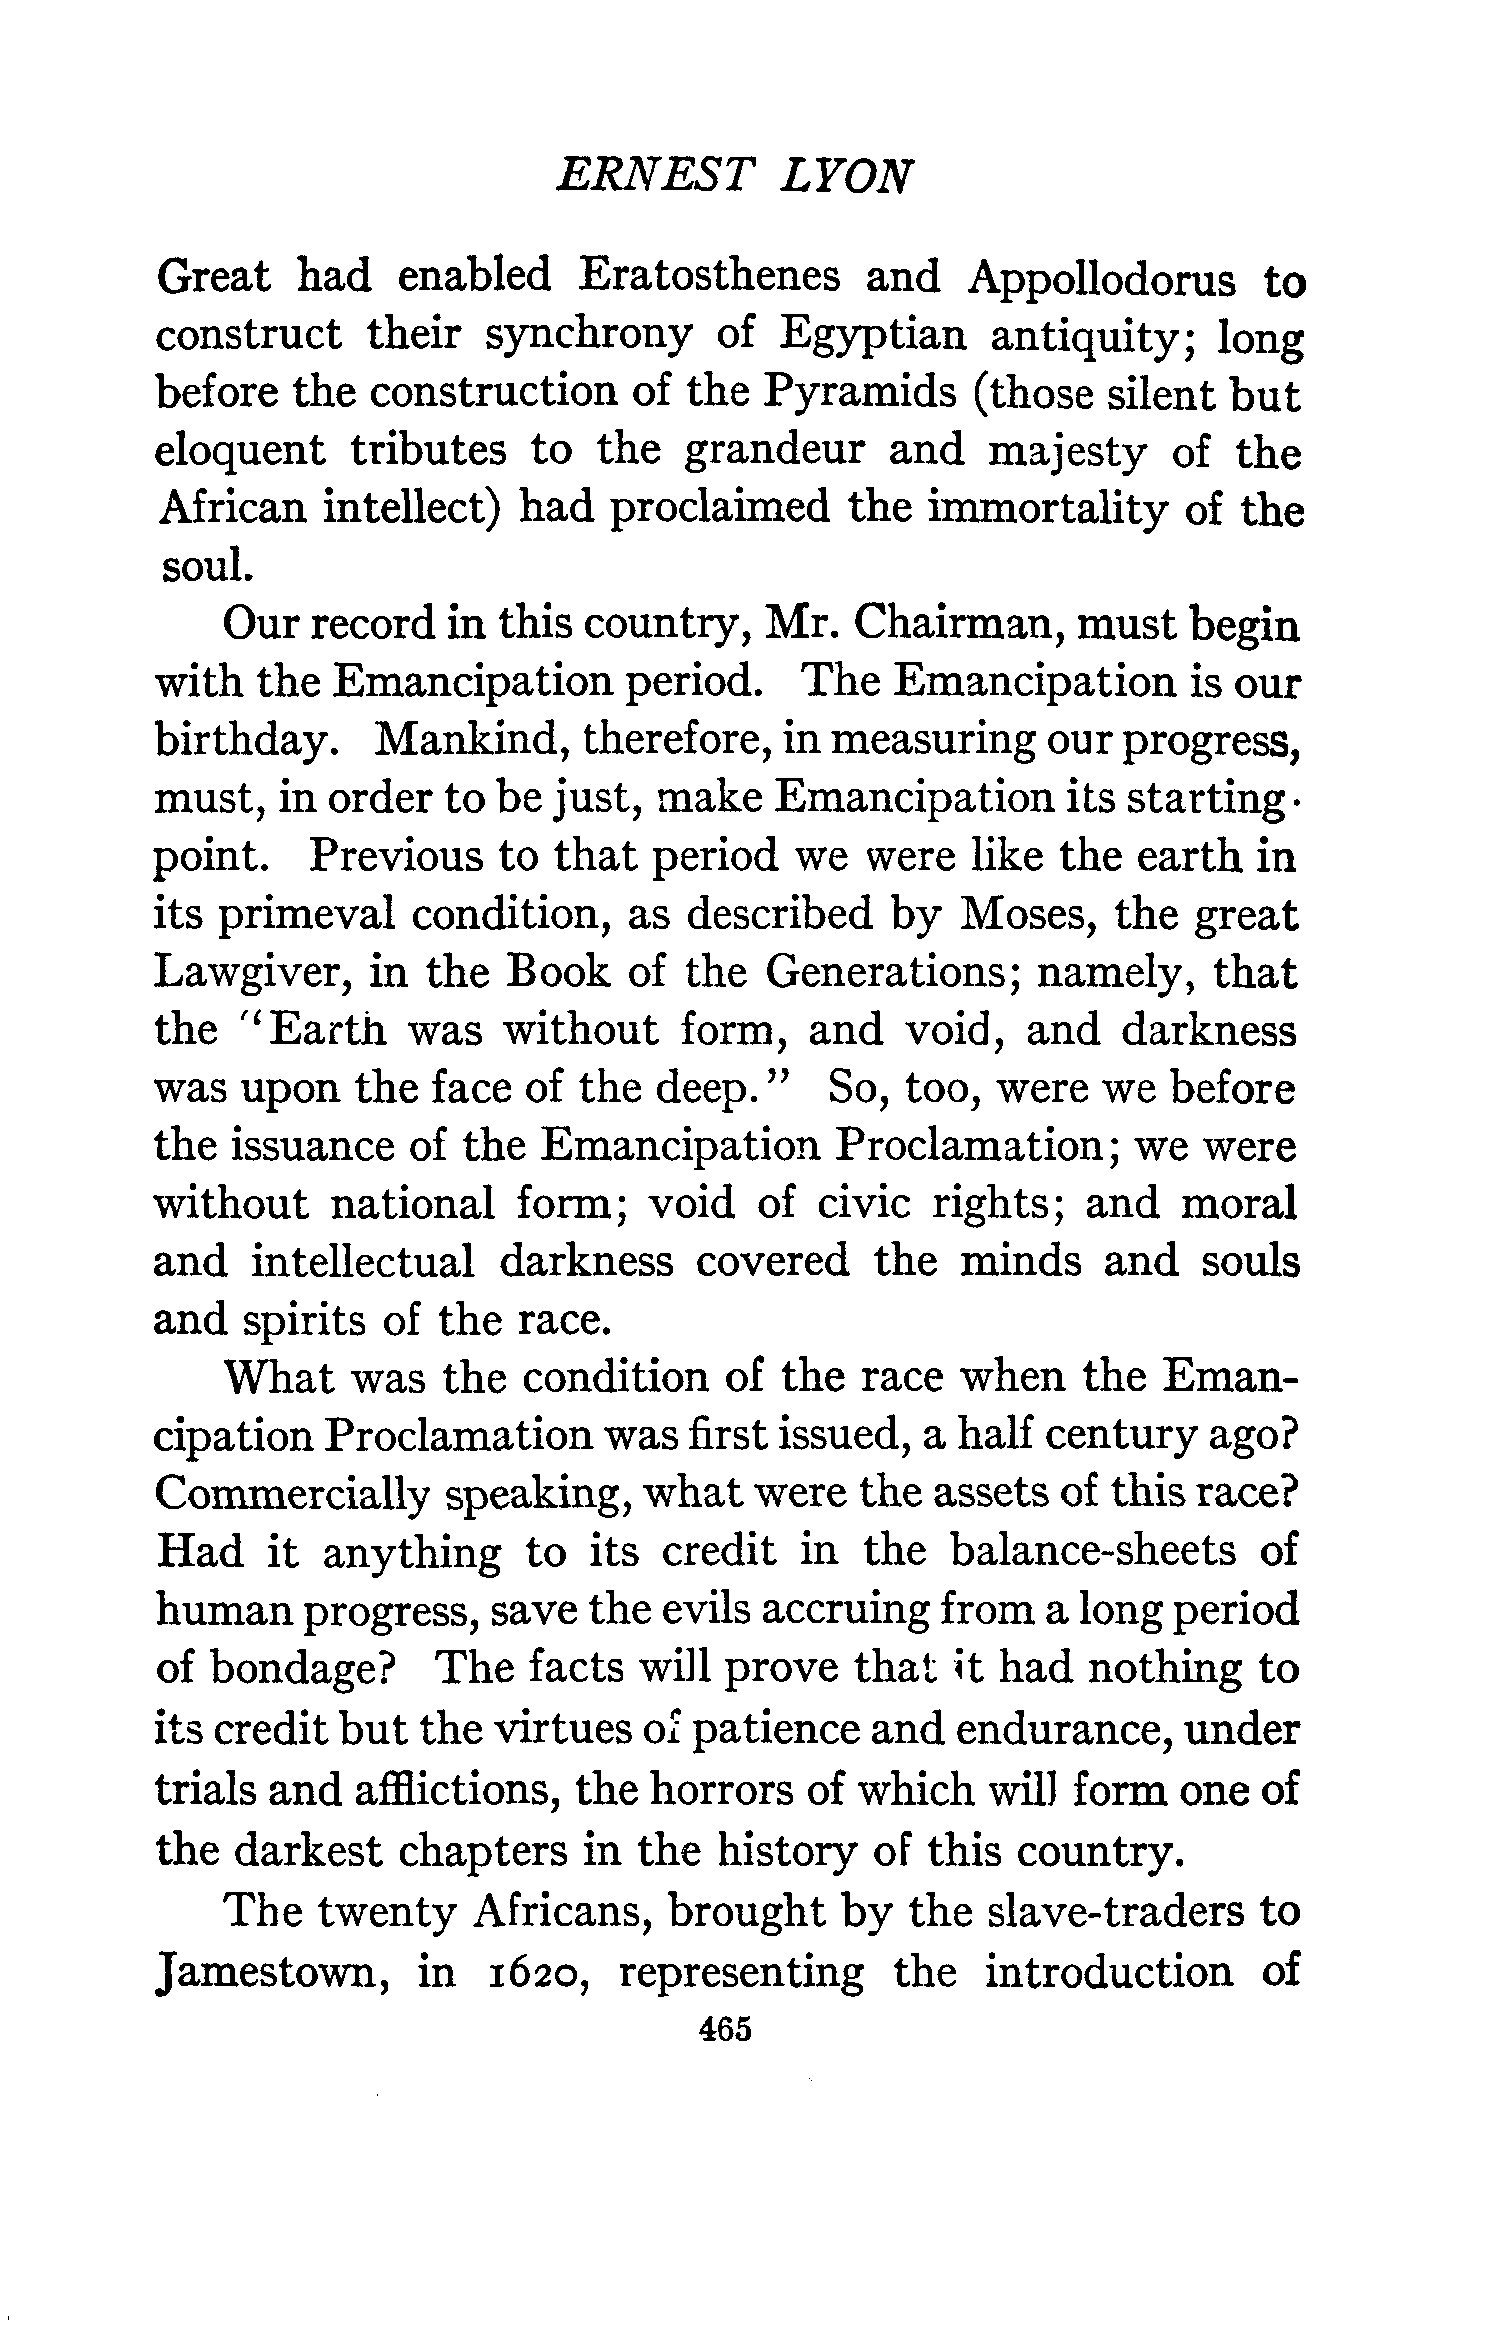 ERNEST LYON
Great had enabled Eratosthenes and Appollodorus to
construct their synchrony of Egyptian antiquity; long
before the construction of the Pyramids (those silent but
eloquent tributes to the grandeur and majesty of the
African intellect) had proclaimed the immortality of the
soul.
Our record in this country, Mr. Chairman, must begin
with the Emancipation period. The Emancipation is our
birthday. Mankind, therefore, in measuring our progress,
must, in order to be just, make Emancipation its starting-
point. Previous to that period we were like the earth in
its primeval condition, as described by Moses, the great
Lawgiver, in the Book of the Generations; namely, that
the "Earth was without form, and void, and darkness
was upon the face of the deep." So, too, were we before
the issuance of the Emancipation Proclamation; we were
without national form; void of civic rights; and moral
and intellectual darkness covered the minds and souls
and spirits of the race.
What was the condition of the race when the Eman-
cipation Proclamation was first issued, a half century ago?
Commercially speaking, what were the assets of this race?
Had it anything to its credit in the balance-sheets of
human progress, save the evils accruing from a long period
of bondage? The facts will prove that it had nothing to
its credit but the virtues of patience and endurance, under
trials and afflictions, the horrors of which will form one of
the darkest chapters in the history of this country.
The twenty Africans, brought by the slave-traders to
Jamestown, in 1620, representing the introduction of
465